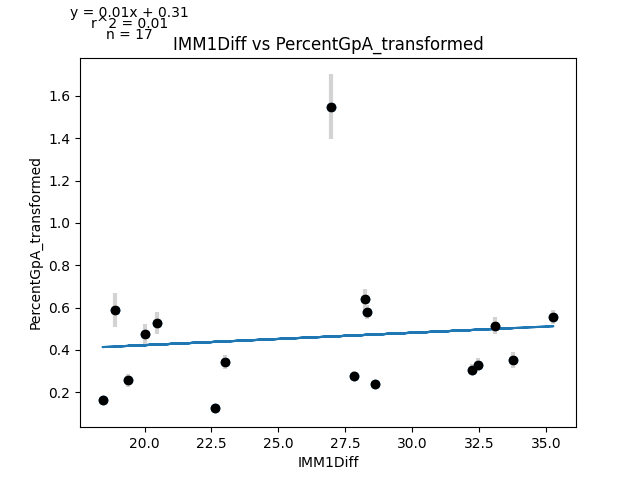 y = 0.01x + 0.31
r^2 = 0.01
n = 17
IMM1Diff vs PercentGpA_transformed
PercentGpA_transformed
1.6
1.4
1.2
1.0
0.8
0.6
0.4
0.2
20.0 22.5 25.0 27.5 30.0 32.5 35.0
IMM1Diff